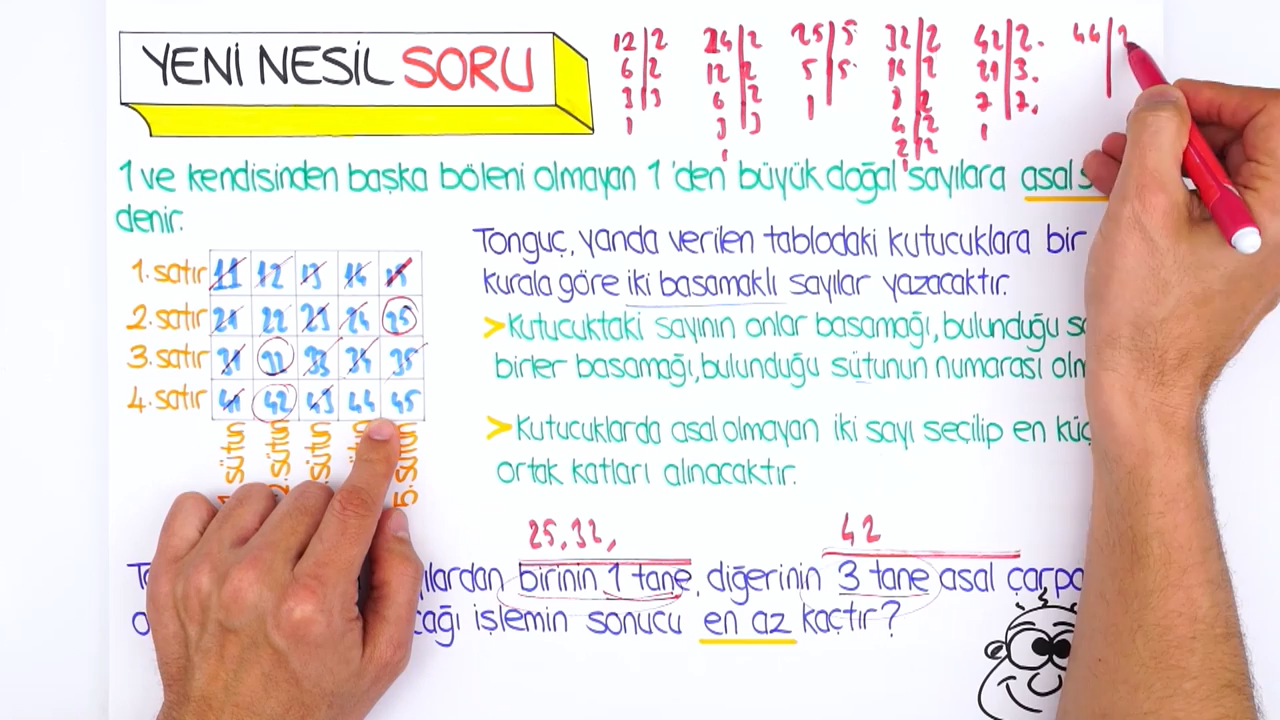 YENİ NESİL SORU
12 2 24 2 25 5 32 2 42 2. 44
6 2 12 2 5 5 16 2 21 3.
3 3 6 2 1 8 2 7 7.
1 3 3 4 2 1
1 2 2
1
1 ve kendisinden başka böleni olmayan 1'den büyük doğal sayılara asal
denir.
1. satır 11 12 13 14 15
2. satır 21 22 23 24 25
3. satır 31 32 33 34 35
4. satır 41 42 43 44 45
sütun 2. sütun sütun 5. sütun
Tonguç, yanda verilen tablodaki kutucuklara bir
kurala göre iki basamaklı sayılar yazacaktır.
➤Kutucuktaki sayının onlar basamağı, bulunduğu
birler basamağı, bulunduğu sütunun numarası
➤Kutucuklarda asal olmayan iki sayı seçilip en
ortak katları alınacaktır.
25, 32, 42
birinin 1 tane, diğerinin 3 tane asal
işlemin sonucu en az kaçtır?